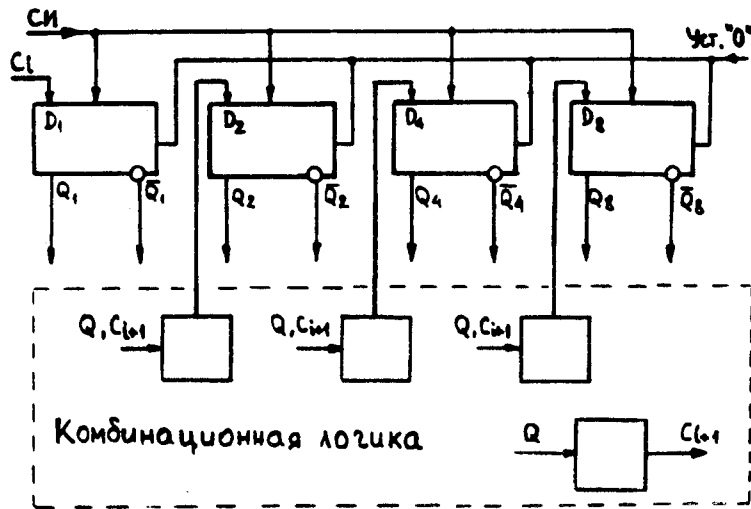 СИ
Уст. "0"
Ci
D1 D2 D4 D8
Q1 Q̅1 Q2 Q̅2 Q4 Q̅4 Q8 Q̅8
Q, Ci+1 Q, Ci+1 Q, Ci+1
Комбинационная логика
Q Ci+1